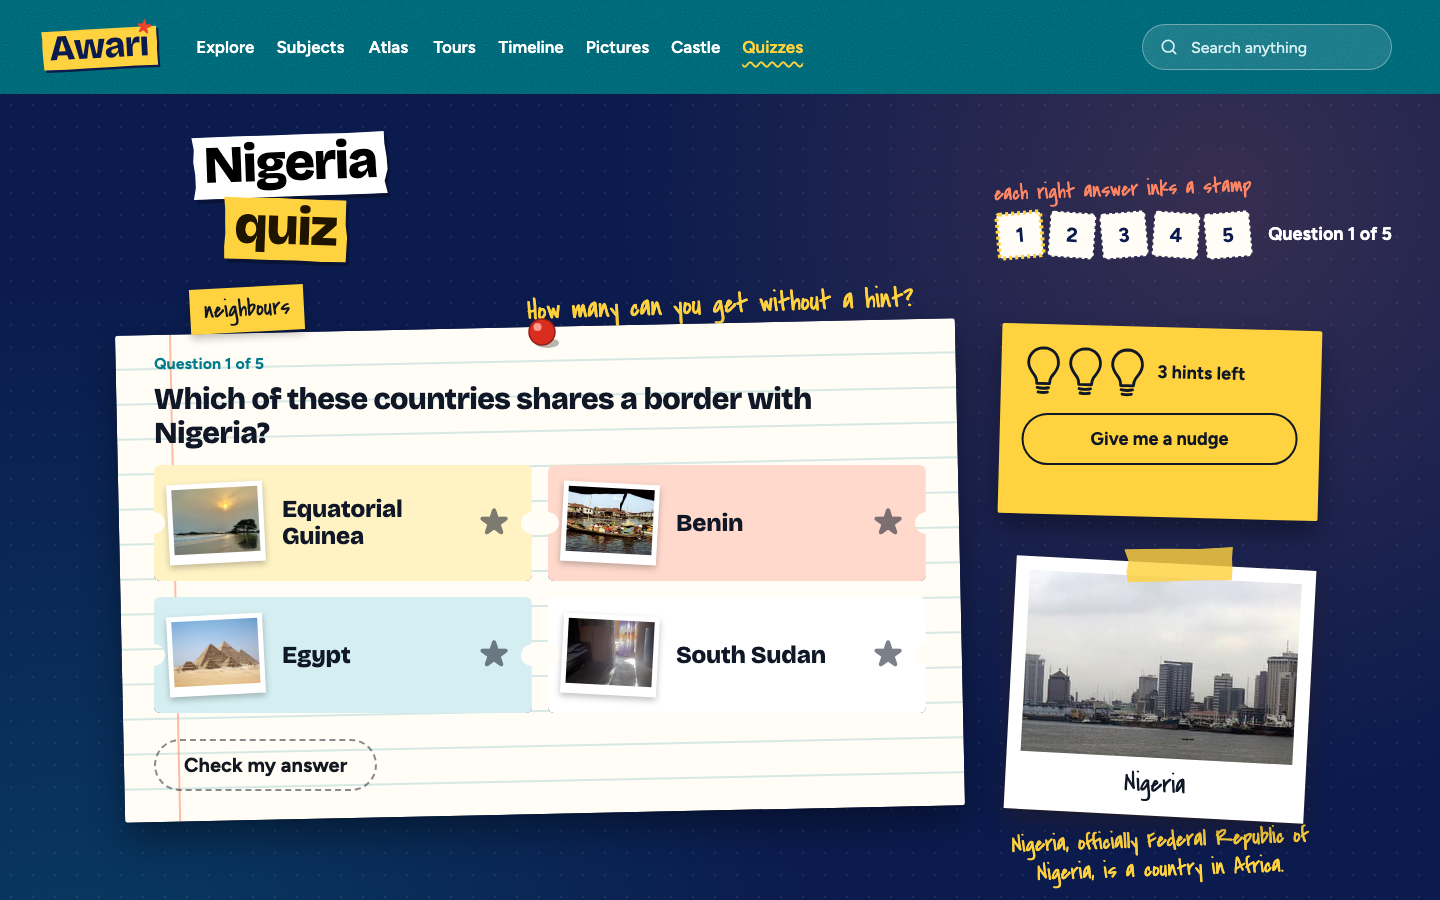 Awari
Explore
Subjects
Atlas
Tours
Timeline
Pictures
Castle
Quizzes
Search anything
Nigeria
quiz
each right answer inks a stamp
1
2
3
4
5
Question 1 of 5
neighbours
How many can you get without a hint?
Question 1 of 5
Which of these countries shares a border with
Nigeria?
Equatorial
Guinea
Benin
Egypt
South Sudan
Check my answer
3 hints left
Give me a nudge
Nigeria
Nigeria, officially Federal Republic of
Nigeria, is a country in Africa.